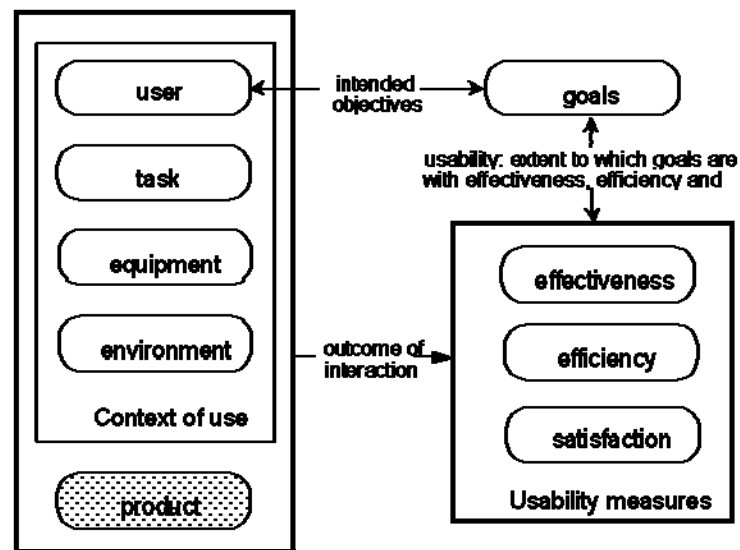 user
task
equipment
environment
Context of use
product
intended
objectives
goals
usability: extent to which goals are
with effectiveness, efficiency and
outcome of
interaction
effectiveness
efficiency
satisfaction
Usability measures